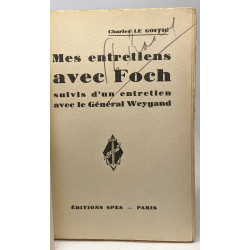 Charles LE GOFFIC
Mes entretiens
avec Foch
suivis d'un entretien
avec le Général Weygand
ÉDITIONS SPES — PARIS